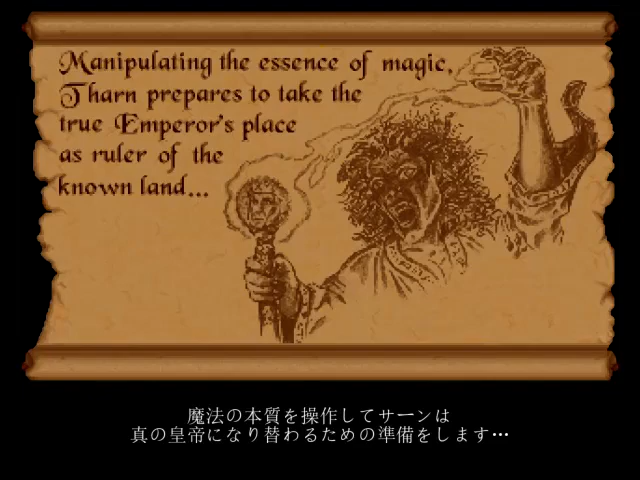 Manipulating the essence of magic,
Tharn prepares to take the
true Emperor's place
as ruler of the
known land...
魔法の本質を操作してサーンは
真の皇帝になり替わるための準備をします…